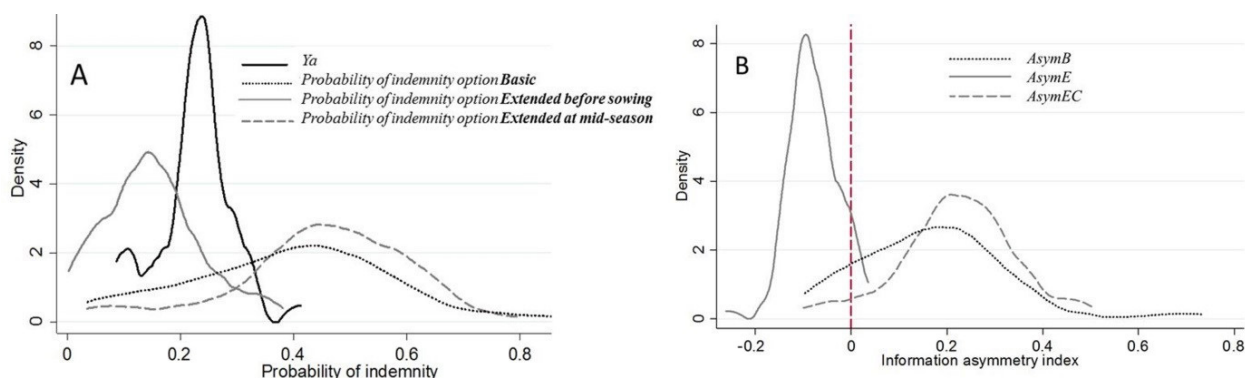 A
Density
8
6
4
2
0
Ya
Probability of indemnity option Basic
Probability of indemnity option Extended before sowing
Probability of indemnity option Extended at mid-season
0 0.2 0.4 0.6 0.8
Probability of indemnity
B
Density
8
6
4
2
0
AsymB
AsymE
AsymEC
-0.2 0 0.2 0.4 0.6 0.8
Information asymmetry index